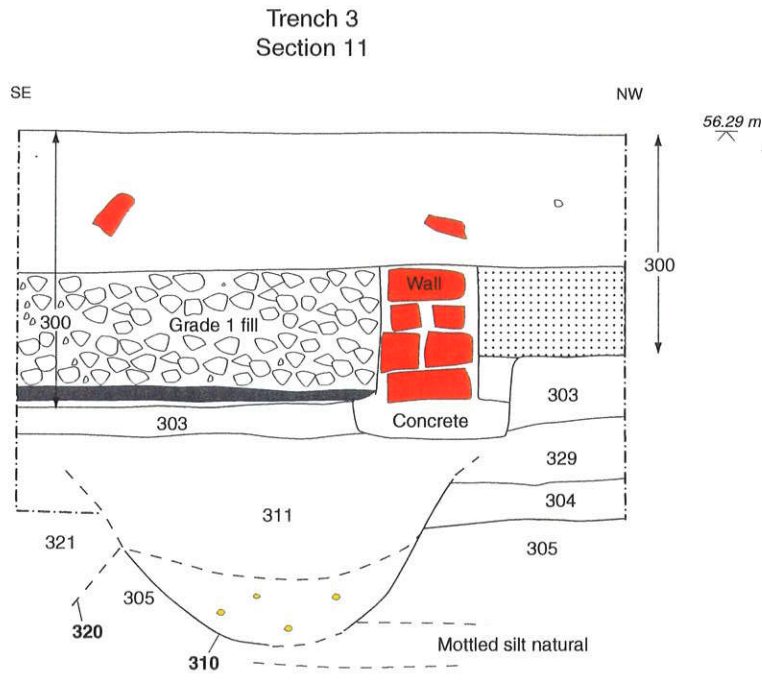 Trench 3
Section 11
SE
NW
56.29 m
Wall
300
300
Grade 1 fill
303
Concrete
303
329
304
311
321
305
305
320
310
Mottled silt natural